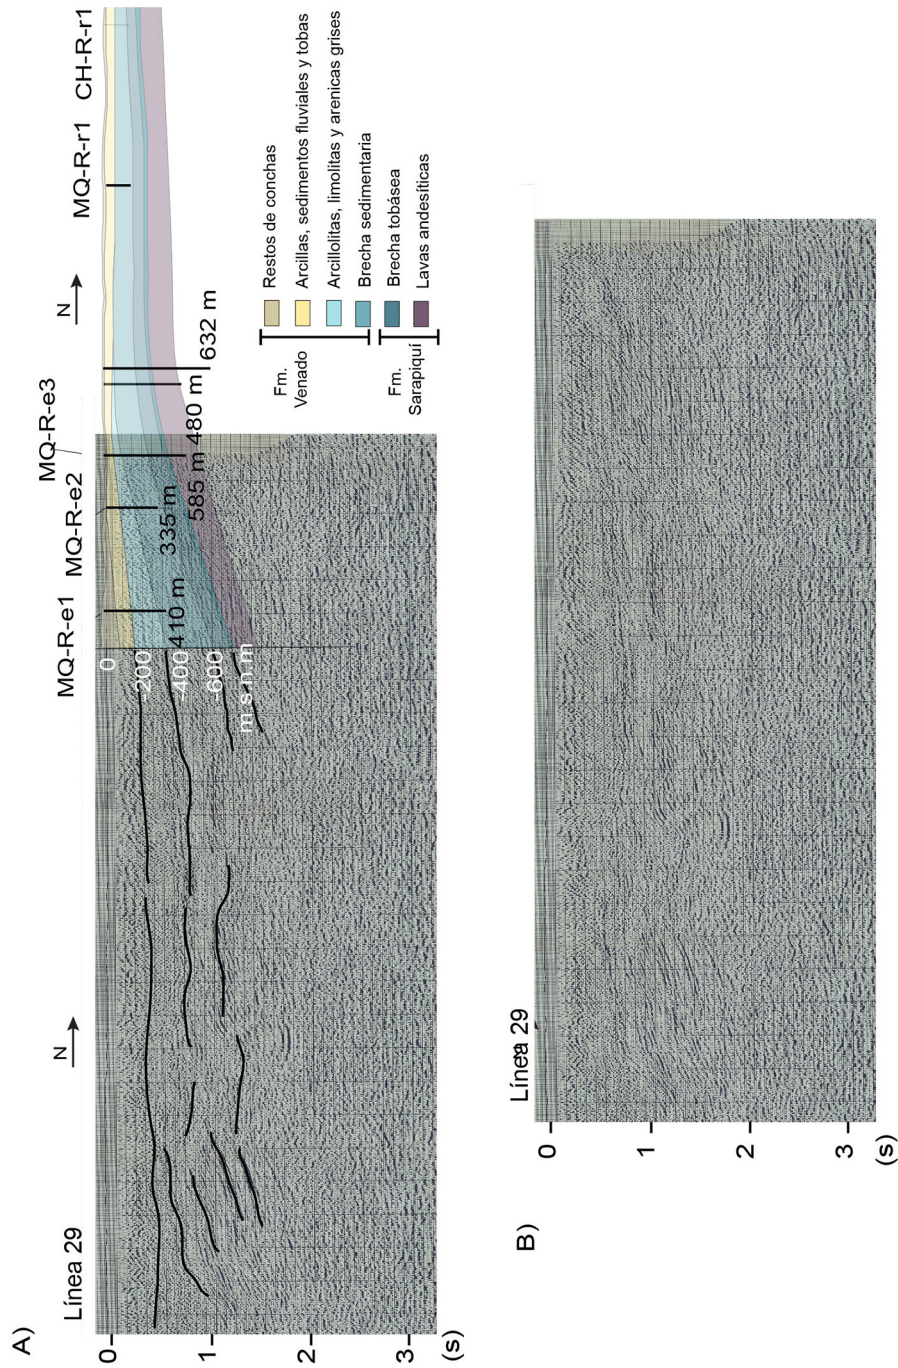 A)
Línea 29
N
MQ-R-e1
MQ-R-e2
MQ-R-e3
N
MQ-R-r1
CH-R-r1
0
-200
-400
-600
m.s.n.m
410 m
335 m
585 m
480 m
632 m
0
1
2
3
(s)
Fm.
Venado
Fm.
Sarapiquí
Restos de conchas
Arcillas, sedimentos fluviales y tobas
Arcillolitas, limolitas y arenicas grises
Brecha sedimentaria
Brecha tobásea
Lavas andesíticas
B)
Línea 29
0
1
2
3
(s)